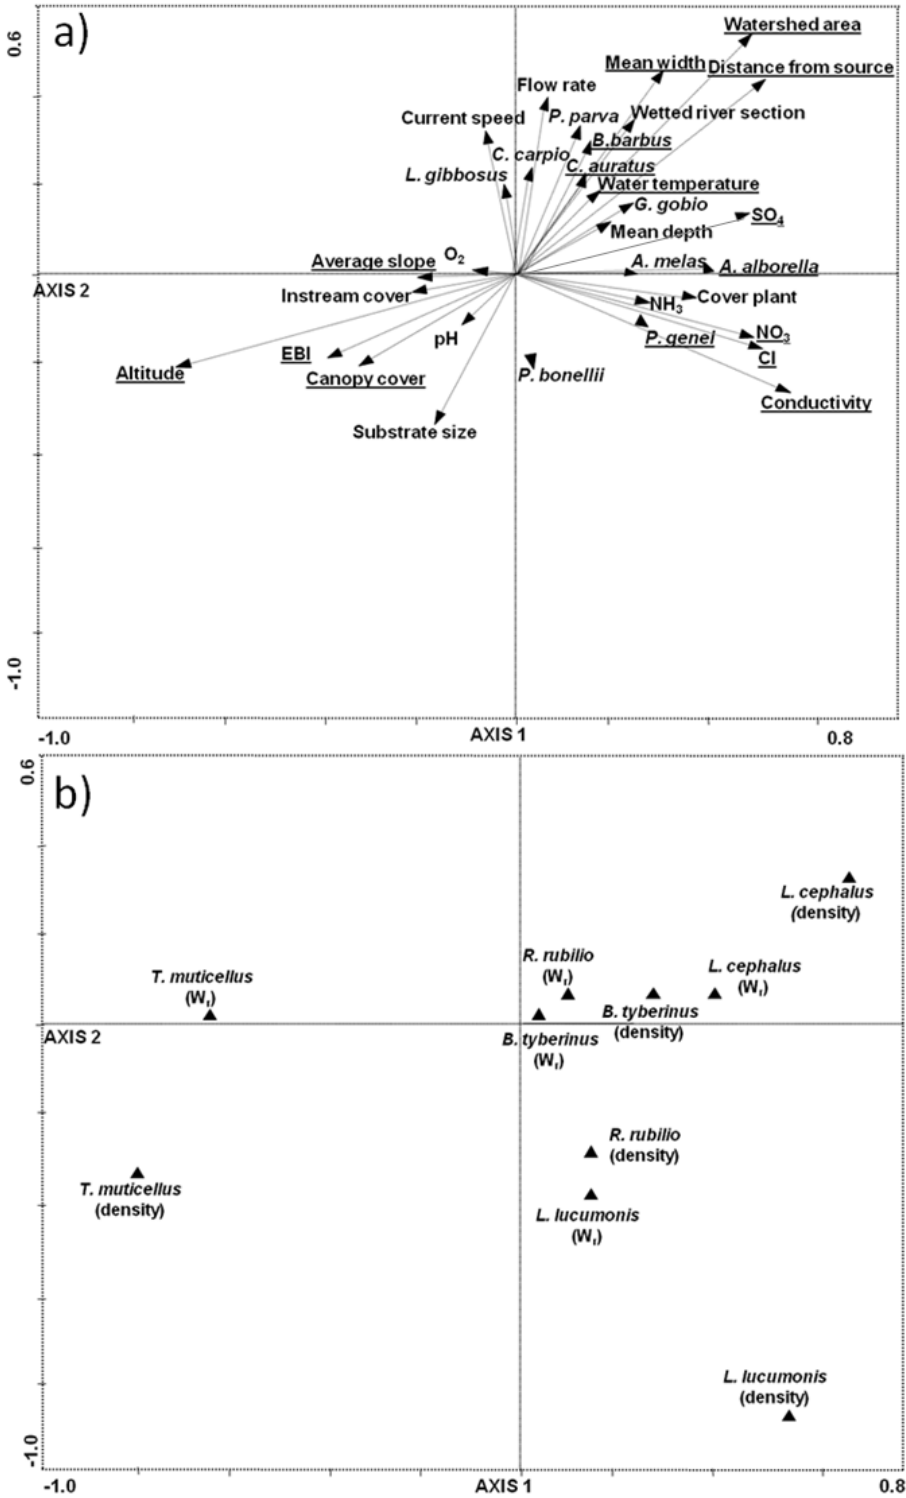 a)
0.6
Watershed area
Mean width
Distance from source
Flow rate
P. parva
Wetted river section
Current speed
B.barbus
C. carpio
C. auratus
L. gibbosus
Water temperature
G. gobio
SO4
Mean depth
O2
Average slope
A. melas
A. alborella
AXIS 2
Instream cover
NH3
Cover plant
pH
P. genei
NO3
EBI
Cl
Altitude
Canopy cover
P. bonellii
Conductivity
Substrate size
-1.0
-1.0
AXIS 1
0.8
0.6
b)
L. cephalus
(density)
R. rubilio
(Wt)
L. cephalus
(Wt)
T. muticellus
(Wt)
B. tyberinus
(density)
AXIS 2
B. tyberinus
(Wt)
R. rubilio
(density)
T. muticellus
(density)
L. lucumonis
(Wt)
L. lucumonis
(density)
-1.0
-1.0
AXIS 1
0.8